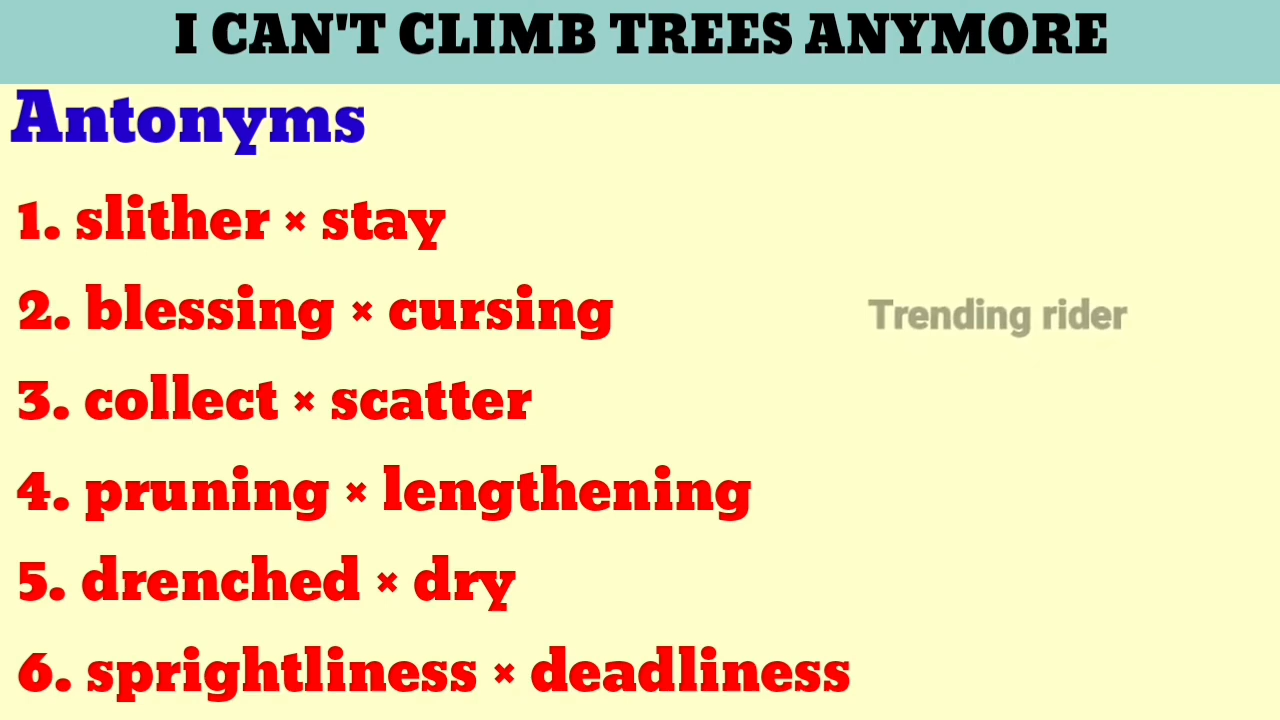 I CAN'T CLIMB TREES ANYMORE
Antonyms
1. slither × stay
2. blessing × cursing
Trending rider
3. collect × scatter
4. pruning × lengthening
5. drenched × dry
6. sprightliness × deadliness